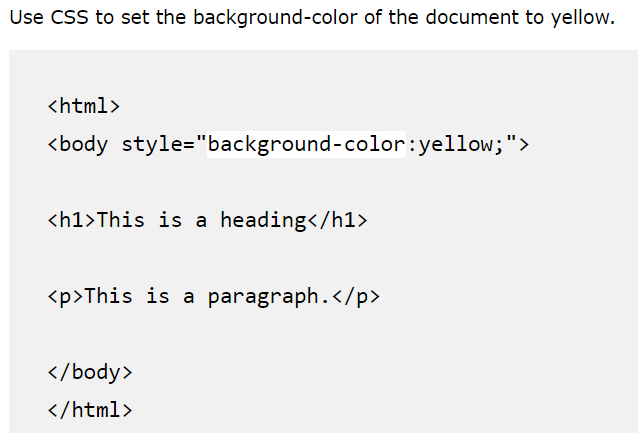 Use CSS to set the background-color of the document to yellow.
<html>
<body style="background-color:yellow;">
<h1>This is a heading</h1>
<p>This is a paragraph.</p>
</body>
</html>